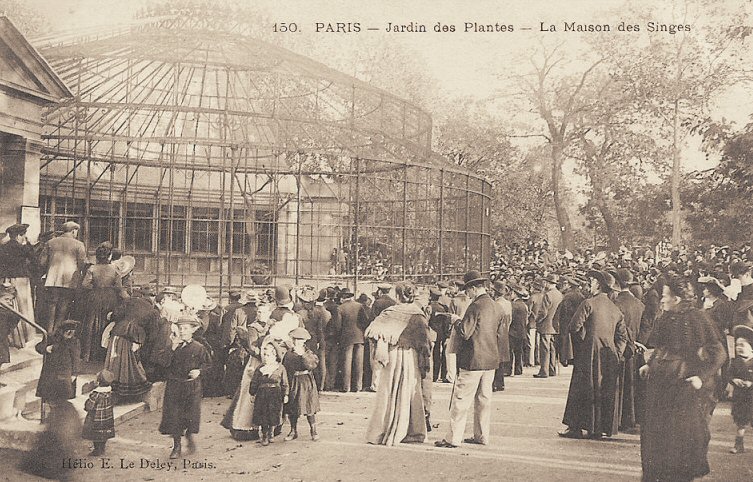 150. PARIS — Jardin des Plantes — La Maison des Singes
Hélio E. Le Deley, Paris.